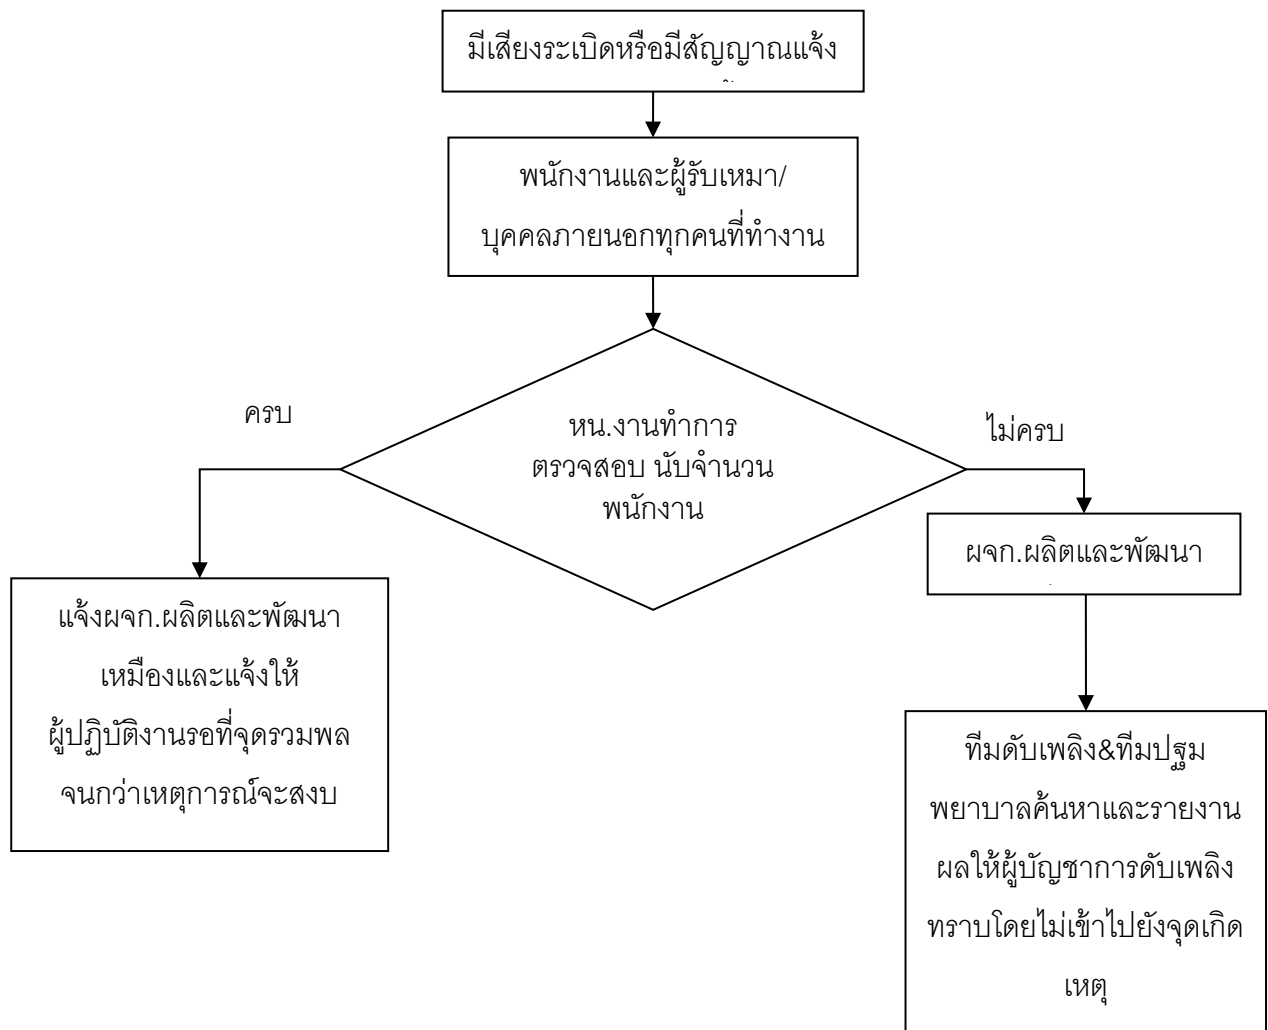 มีเสียงระเบิดหรือมีสัญญาณแจ้ง
พนักงานและผู้รับเหมา/
บุคคลภายนอกทุกคนที่ทำงาน
ครบ
หน.งานทำการ
ตรวจสอบ นับจำนวน
พนักงาน
ไม่ครบ
ผจก.ผลิตและพัฒนา
แจ้งผจก.ผลิตและพัฒนา
เหมืองและแจ้งให้
ผู้ปฏิบัติงานรอที่จุดรวมพล
จนกว่าเหตุการณ์จะสงบ
ทีมดับเพลิง&ทีมปฐม
พยาบาลค้นหาและรายงาน
ผลให้ผู้บัญชาการดับเพลิง
ทราบโดยไม่เข้าไปยังจุดเกิด
เหตุ